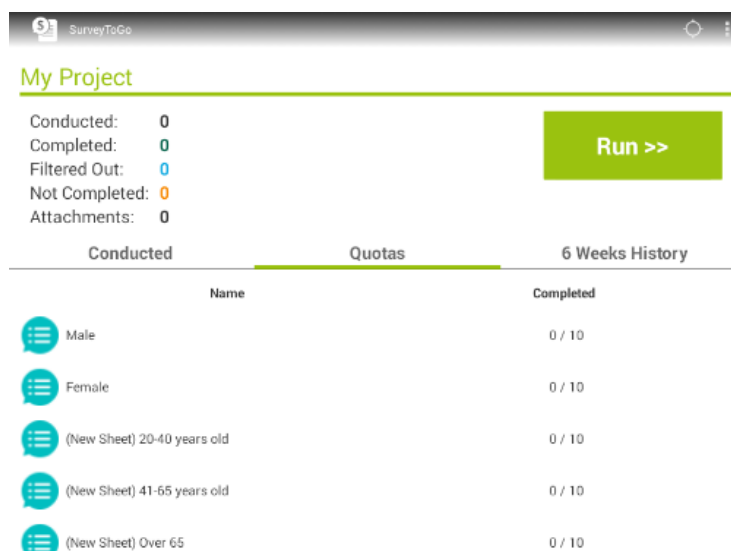 SurveyToGo
My Project
Conducted: 0
Completed: 0
Filtered Out: 0
Not Completed: 0
Attachments: 0
Run >>
Conducted Quotas 6 Weeks History
Name Completed
Male 0 / 10
Female 0 / 10
(New Sheet) 20-40 years old 0 / 10
(New Sheet) 41-65 years old 0 / 10
(New Sheet) Over 65 0 / 10